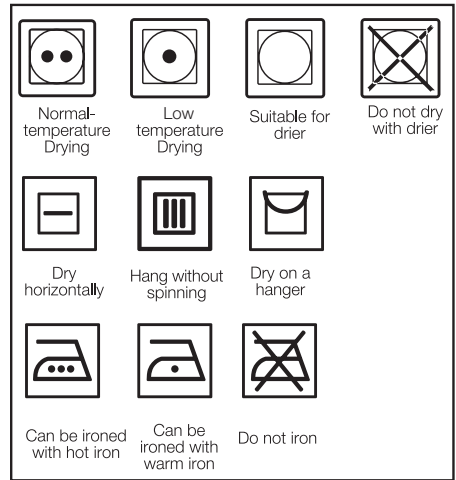 Normal-
temperature
Drying
Low
temperature
Drying
Suitable for
drier
Do not dry
with drier
Dry
horizontally
Hang without
spinning
Dry on a
hanger
Can be ironed
with hot iron
Can be
ironed with
warm iron
Do not iron